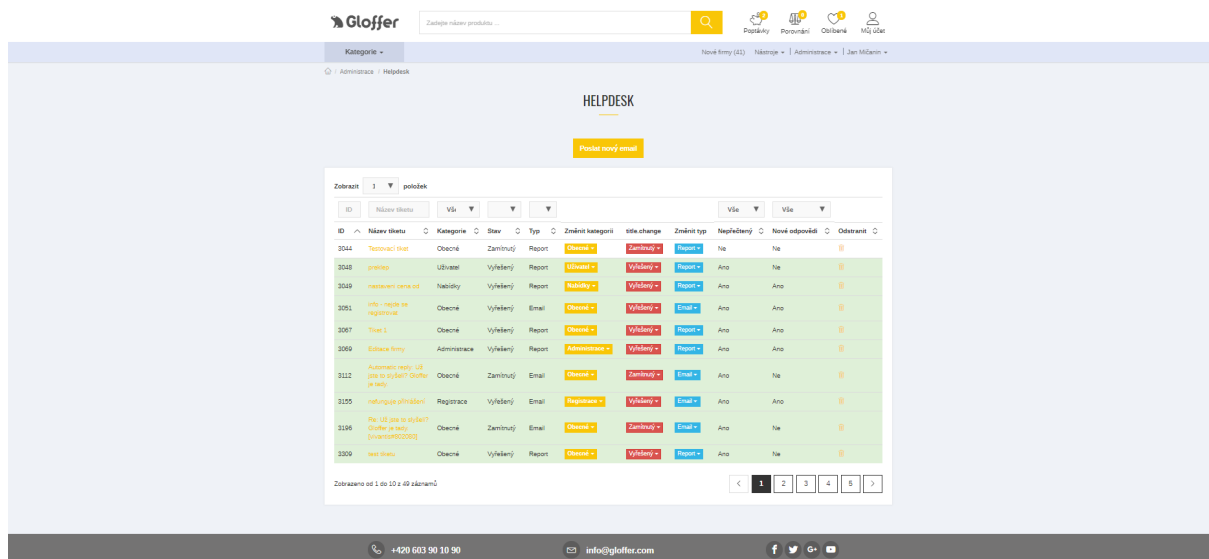 Gloffer
Zadejte název produktu ...
Poptávky Porovnání Oblíbené Můj účet
Kategorie
Nové firmy (41) Nástroje Administrace Jan Mičanin
/ Administrace / Helpdesk
HELPDESK
Poslat nový email
Zobrazit 1 položek
ID Název tiketu Vše Vše
ID Název tiketu Kategorie Stav Typ Změnit kategorii title.change Změnit typ Nepřečtený Nové odpovědi Odstranit
3044 Testovací tiket Obecné Zamítnutý Report Obecné Zamítnutý Report Ne Ne
3048 Uživatel Vyřešený Report Uživatel Vyřešený Report Ano Ne
3049 nastavení cena od Nabídky Vyřešený Report Nabídky Vyřešený Report Ano Ano
3051 info - nejde se registrovat Obecné Vyřešený Email Obecné Vyřešený Email Ano Ano
3067 Tiket 1 Obecné Vyřešený Report Obecné Vyřešený Report Ano Ano
3069 Editace firmy Administrace Vyřešený Report Administrace Vyřešený Report Ano Ano
3112 Automatic reply: Už jste to slyšeli? Gloffer je tady Obecné Zamítnutý Email Obecné Zamítnutý Email Ano Ne
3155 nefunguje přihlášení Registrace Vyřešený Email Registrace Vyřešený Email Ano Ano
3196 Re: Už jste to slyšeli? Gloffer je tady Obecné Zamítnutý Email Obecné Zamítnutý Email Ano Ne
3309 test tiketu Obecné Vyřešený Report Obecné Vyřešený Report Ano Ne
Zobrazeno od 1 do 10 z 49 záznamů
1 2 3 4 5
+420 603 90 10 90 info@gloffer.com